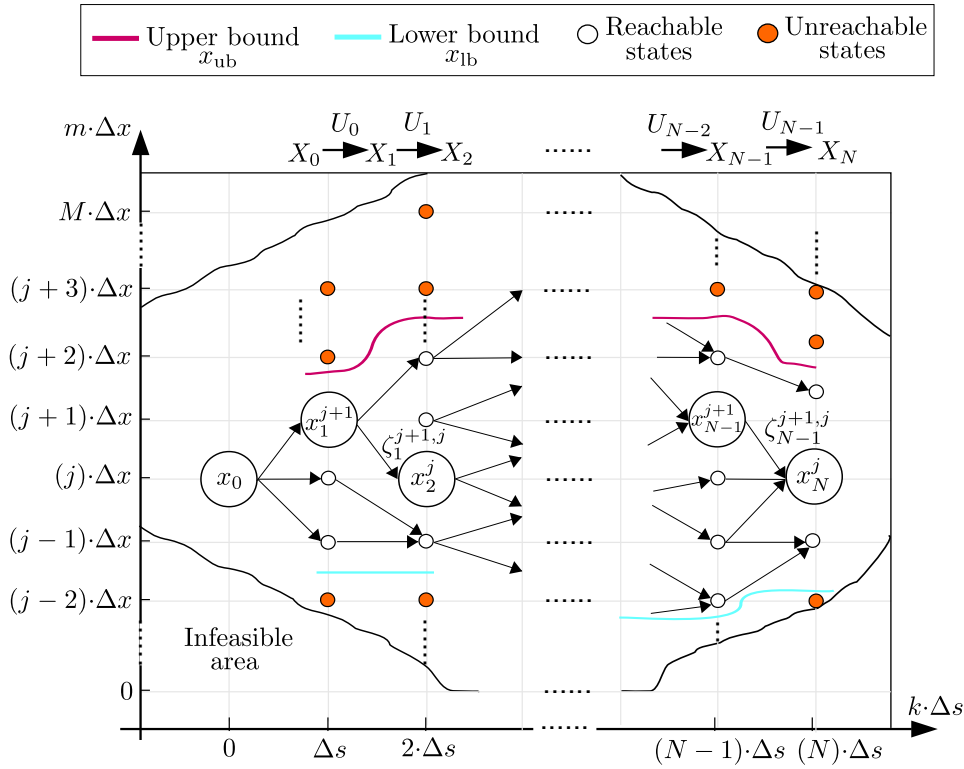 Upper bound
x_ub
Lower bound
x_lb
Reachable
states
Unreachable
states
m·Δx
U_0
U_1
U_{N−2}
U_{N−1}
X_0
X_1
X_2
......
X_{N−1}
X_N
M·Δx
......
(j + 3)·Δx
......
(j + 2)·Δx
......
(j + 1)·Δx
x_1^{j+1}
......
x_{N−1}^{j+1}
ζ_1^{j+1,j}
ζ_{N−1}^{j+1,j}
(j)·Δx
x_0
x_2^j
......
x_N^j
(j − 1)·Δx
......
(j − 2)·Δx
......
Infeasible
area
0
......
k·Δs
......
0
Δs
2·Δs
(N − 1)·Δs
(N)·Δs